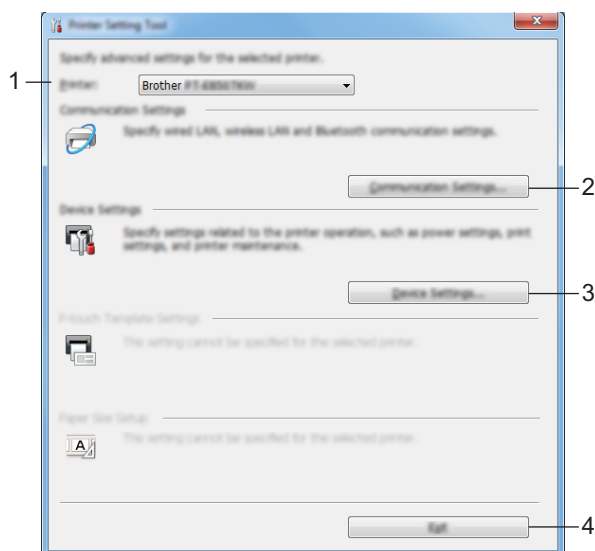 Printer Setting Tool
Specify advanced settings for the selected printer.
1
Printer:
Brother
Communication Settings
Specify wired LAN, wireless LAN and Bluetooth communication settings.
Communication Settings...
2
Device Settings
Specify settings related to the printer operation, such as power settings, print
settings, and printer maintenance.
Device Settings...
3
P-touch Template Settings
This setting cannot be specified for the selected printer.
Paper Size Setup
This setting cannot be specified for the selected printer.
A
Exit
4